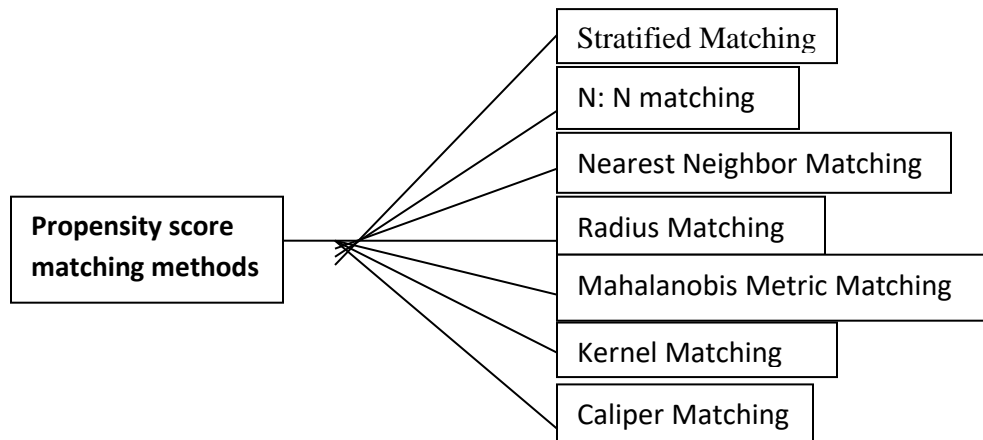 Stratified Matching
N: N matching
Nearest Neighbor Matching
Propensity score
matching methods
Radius Matching
Mahalanobis Metric Matching
Kernel Matching
Caliper Matching